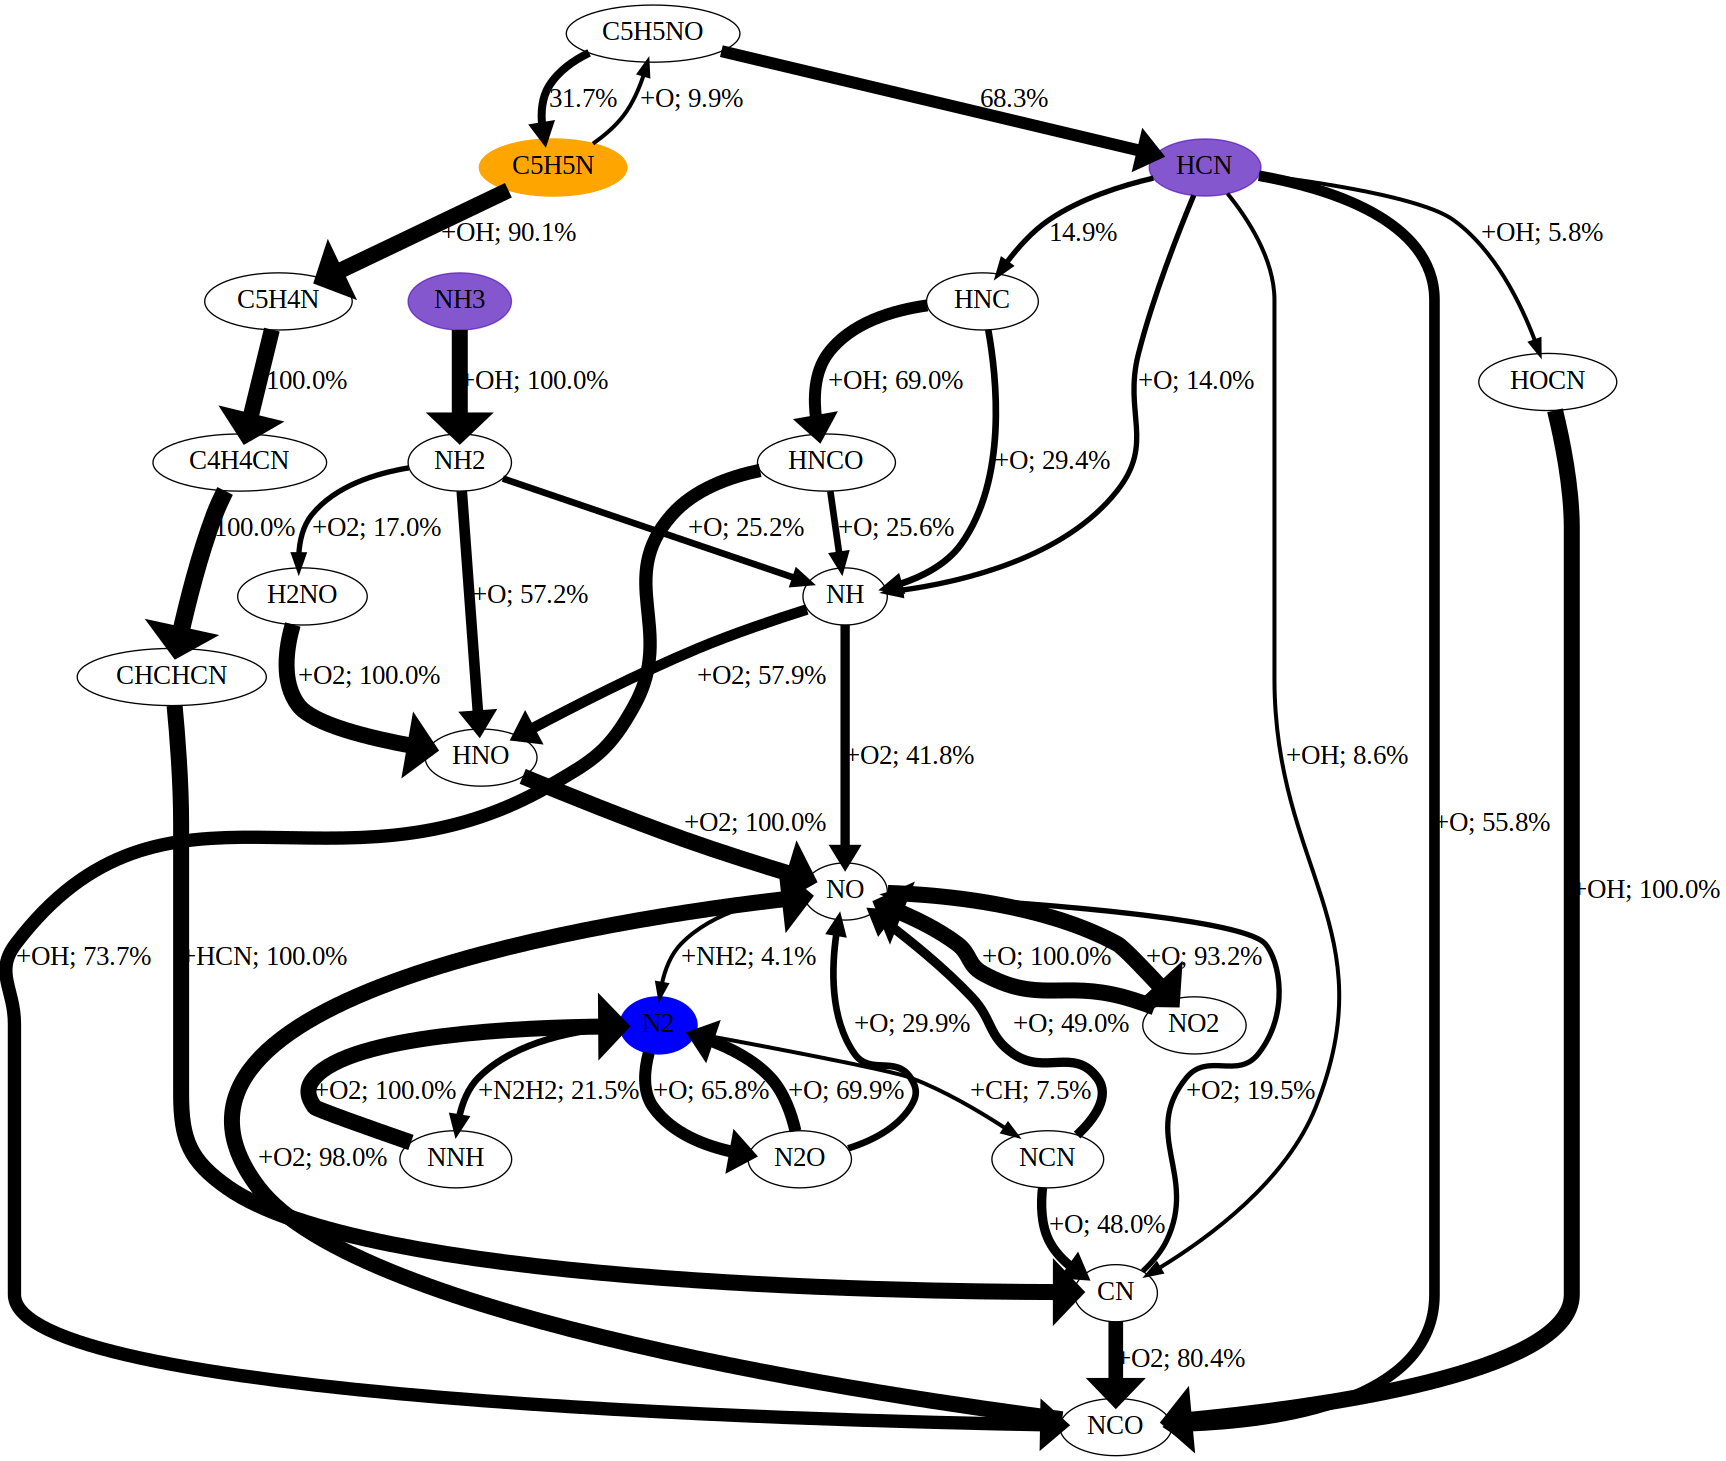 C5H5NO
31.7%
+O; 9.9%
68.3%
C5H5N
HCN
+OH; 90.1%
14.9%
+OH; 5.8%
C5H4N
NH3
HNC
100.0%
+OH; 100.0%
+OH; 69.0%
+O; 14.0%
HOCN
C4H4CN
NH2
HNCO
+O; 29.4%
100.0%
+O2; 17.0%
+O; 25.2%
+O; 25.6%
H2NO
+O; 57.2%
NH
CHCHCN
+O2; 100.0%
+O2; 57.9%
HNO
+O2; 41.8%
+OH; 8.6%
+O2; 100.0%
+O; 55.8%
NO
+OH; 100.0%
+OH; 73.7%
+HCN; 100.0%
+NH2; 4.1%
+O; 100.0%
+O; 93.2%
N2
+O; 29.9%
+O; 49.0%
NO2
+O2; 100.0%
+N2H2; 21.5%
+O; 65.8%
+O; 69.9%
+CH; 7.5%
+O2; 19.5%
+O2; 98.0%
NNH
N2O
NCN
+O; 48.0%
CN
+O2; 80.4%
NCO